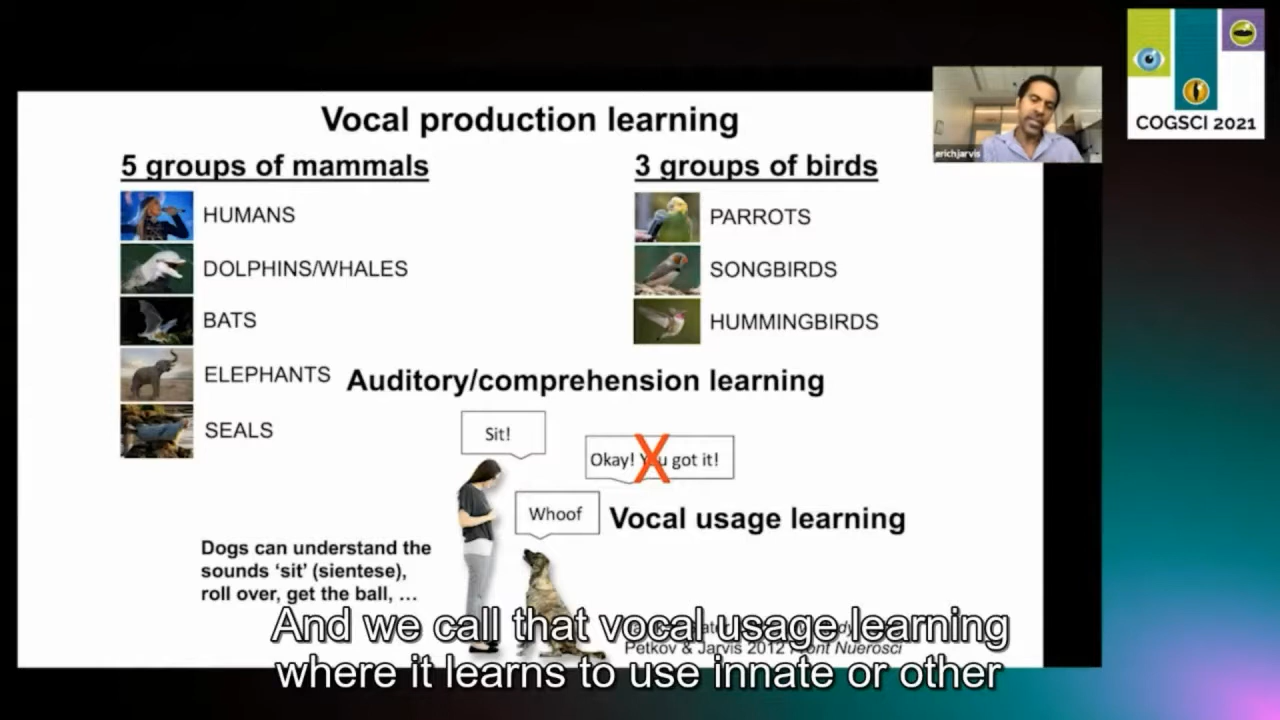 Vocal production learning
5 groups of mammals
HUMANS
DOLPHINS/WHALES
BATS
ELEPHANTS
SEALS
3 groups of birds
PARROTS
SONGBIRDS
HUMMINGBIRDS
Auditory/comprehension learning
Sit!
Okay! You got it!
X
Whoof
Vocal usage learning
Dogs can understand the
sounds ‘sit’ (sientese),
roll over, get the ball, …
Petkov & Jarvis 2012 Nuerosci
And we call that vocal usage learning
where it learns to use innate or other
erichjarvis
COGSCI 2021